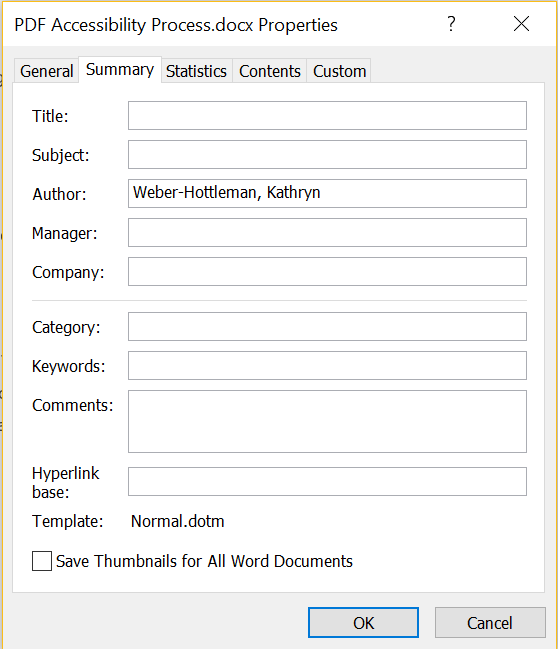 PDF Accessibility Process.docx Properties ?
General Summary Statistics Contents Custom
Title:
Subject:
Author: Weber-Hottleman, Kathryn
Manager:
Company:
Category:
Keywords:
Comments:
Hyperlink
base:
Template: Normal.dotm
Save Thumbnails for All Word Documents
OK Cancel